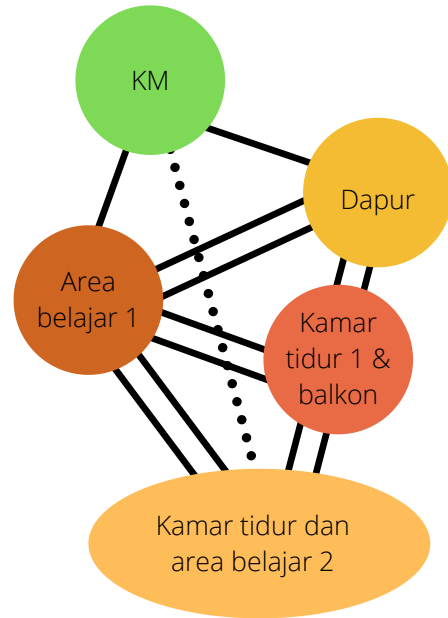 KM
Dapur
Area
belajar 1
Kamar
tidur 1 &
balkon
Kamar tidur dan
area belajar 2